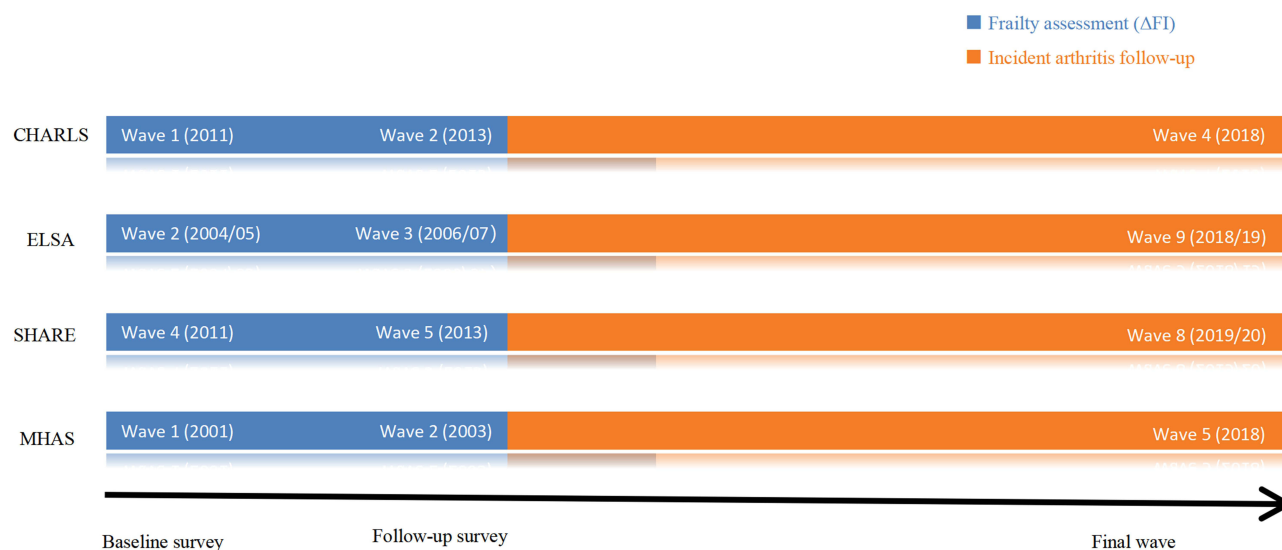 Frailty assessment (ΔFI)
Incident arthritis follow-up
CHARLS Wave 1 (2011) Wave 2 (2013) Wave 4 (2018)
ELSA Wave 2 (2004/05) Wave 3 (2006/07) Wave 9 (2018/19)
SHARE Wave 4 (2011) Wave 5 (2013) Wave 8 (2019/20)
MHAS Wave 1 (2001) Wave 2 (2003) Wave 5 (2018)
Baseline survey Follow-up survey Final wave